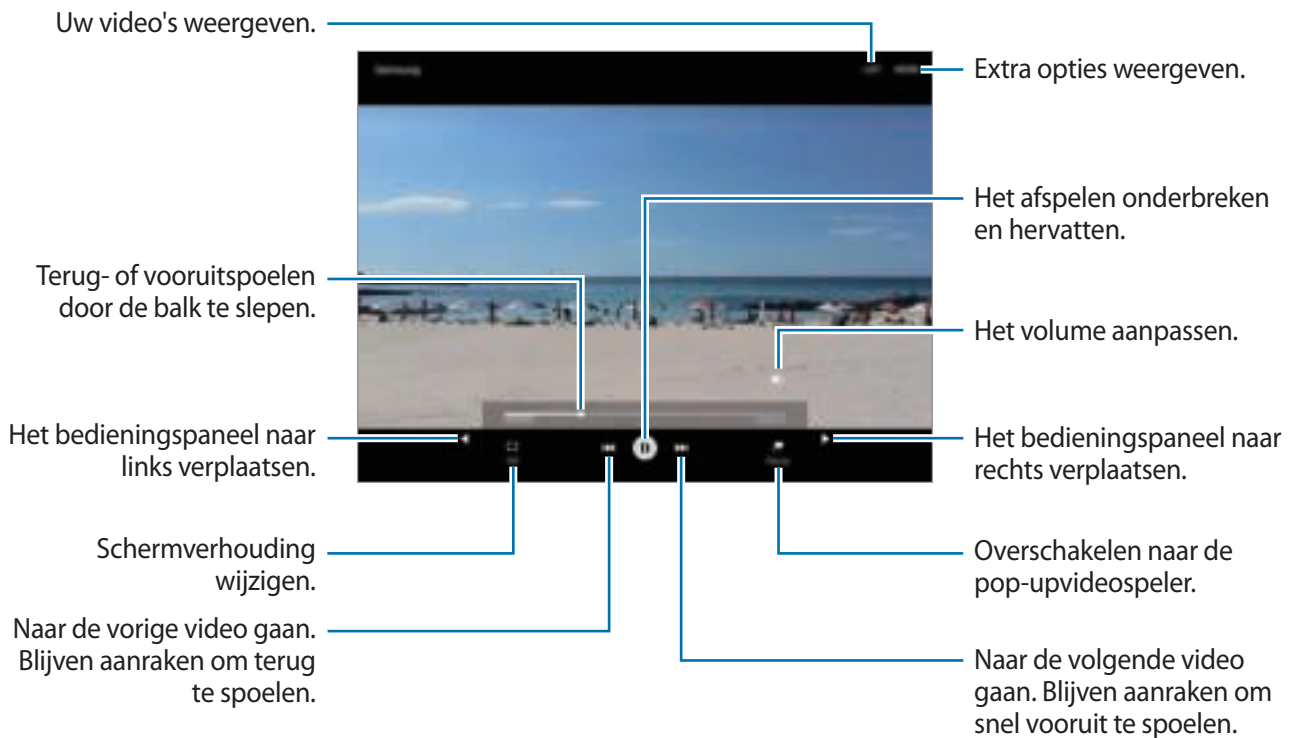 Uw video's weergeven.
Extra opties weergeven.
Het afspelen onderbreken
en hervatten.
Terug- of vooruitspoelen
door de balk te slepen.
Het volume aanpassen.
Het bedieningspaneel naar
links verplaatsen.
Het bedieningspaneel naar
rechts verplaatsen.
Schermverhouding
wijzigen.
Overschakelen naar de
pop-upvideospeler.
Naar de vorige video gaan.
Blijven aanraken om terug
te spoelen.
Naar de volgende video
gaan. Blijven aanraken om
snel vooruit te spoelen.